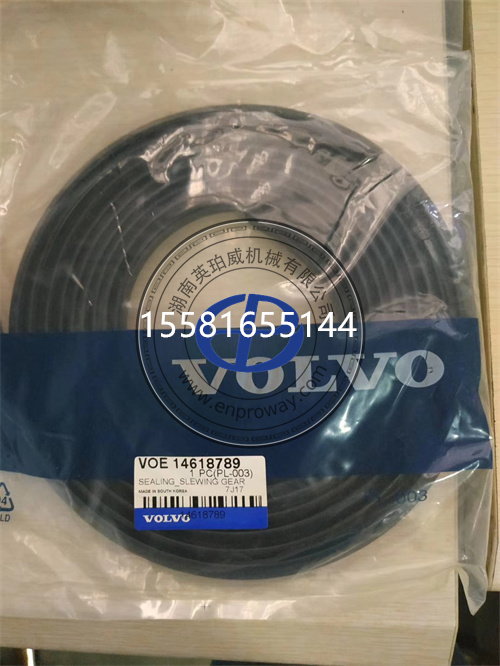 湖南英珀威机械有限公司
15581655144
VOLVO
www.enproway.com
VOE 14618789
1 PC(PL-003)
SEALING_SLEWING GEAR
MADE IN SOUTH KOREA 7J17
VOLVO 14618789